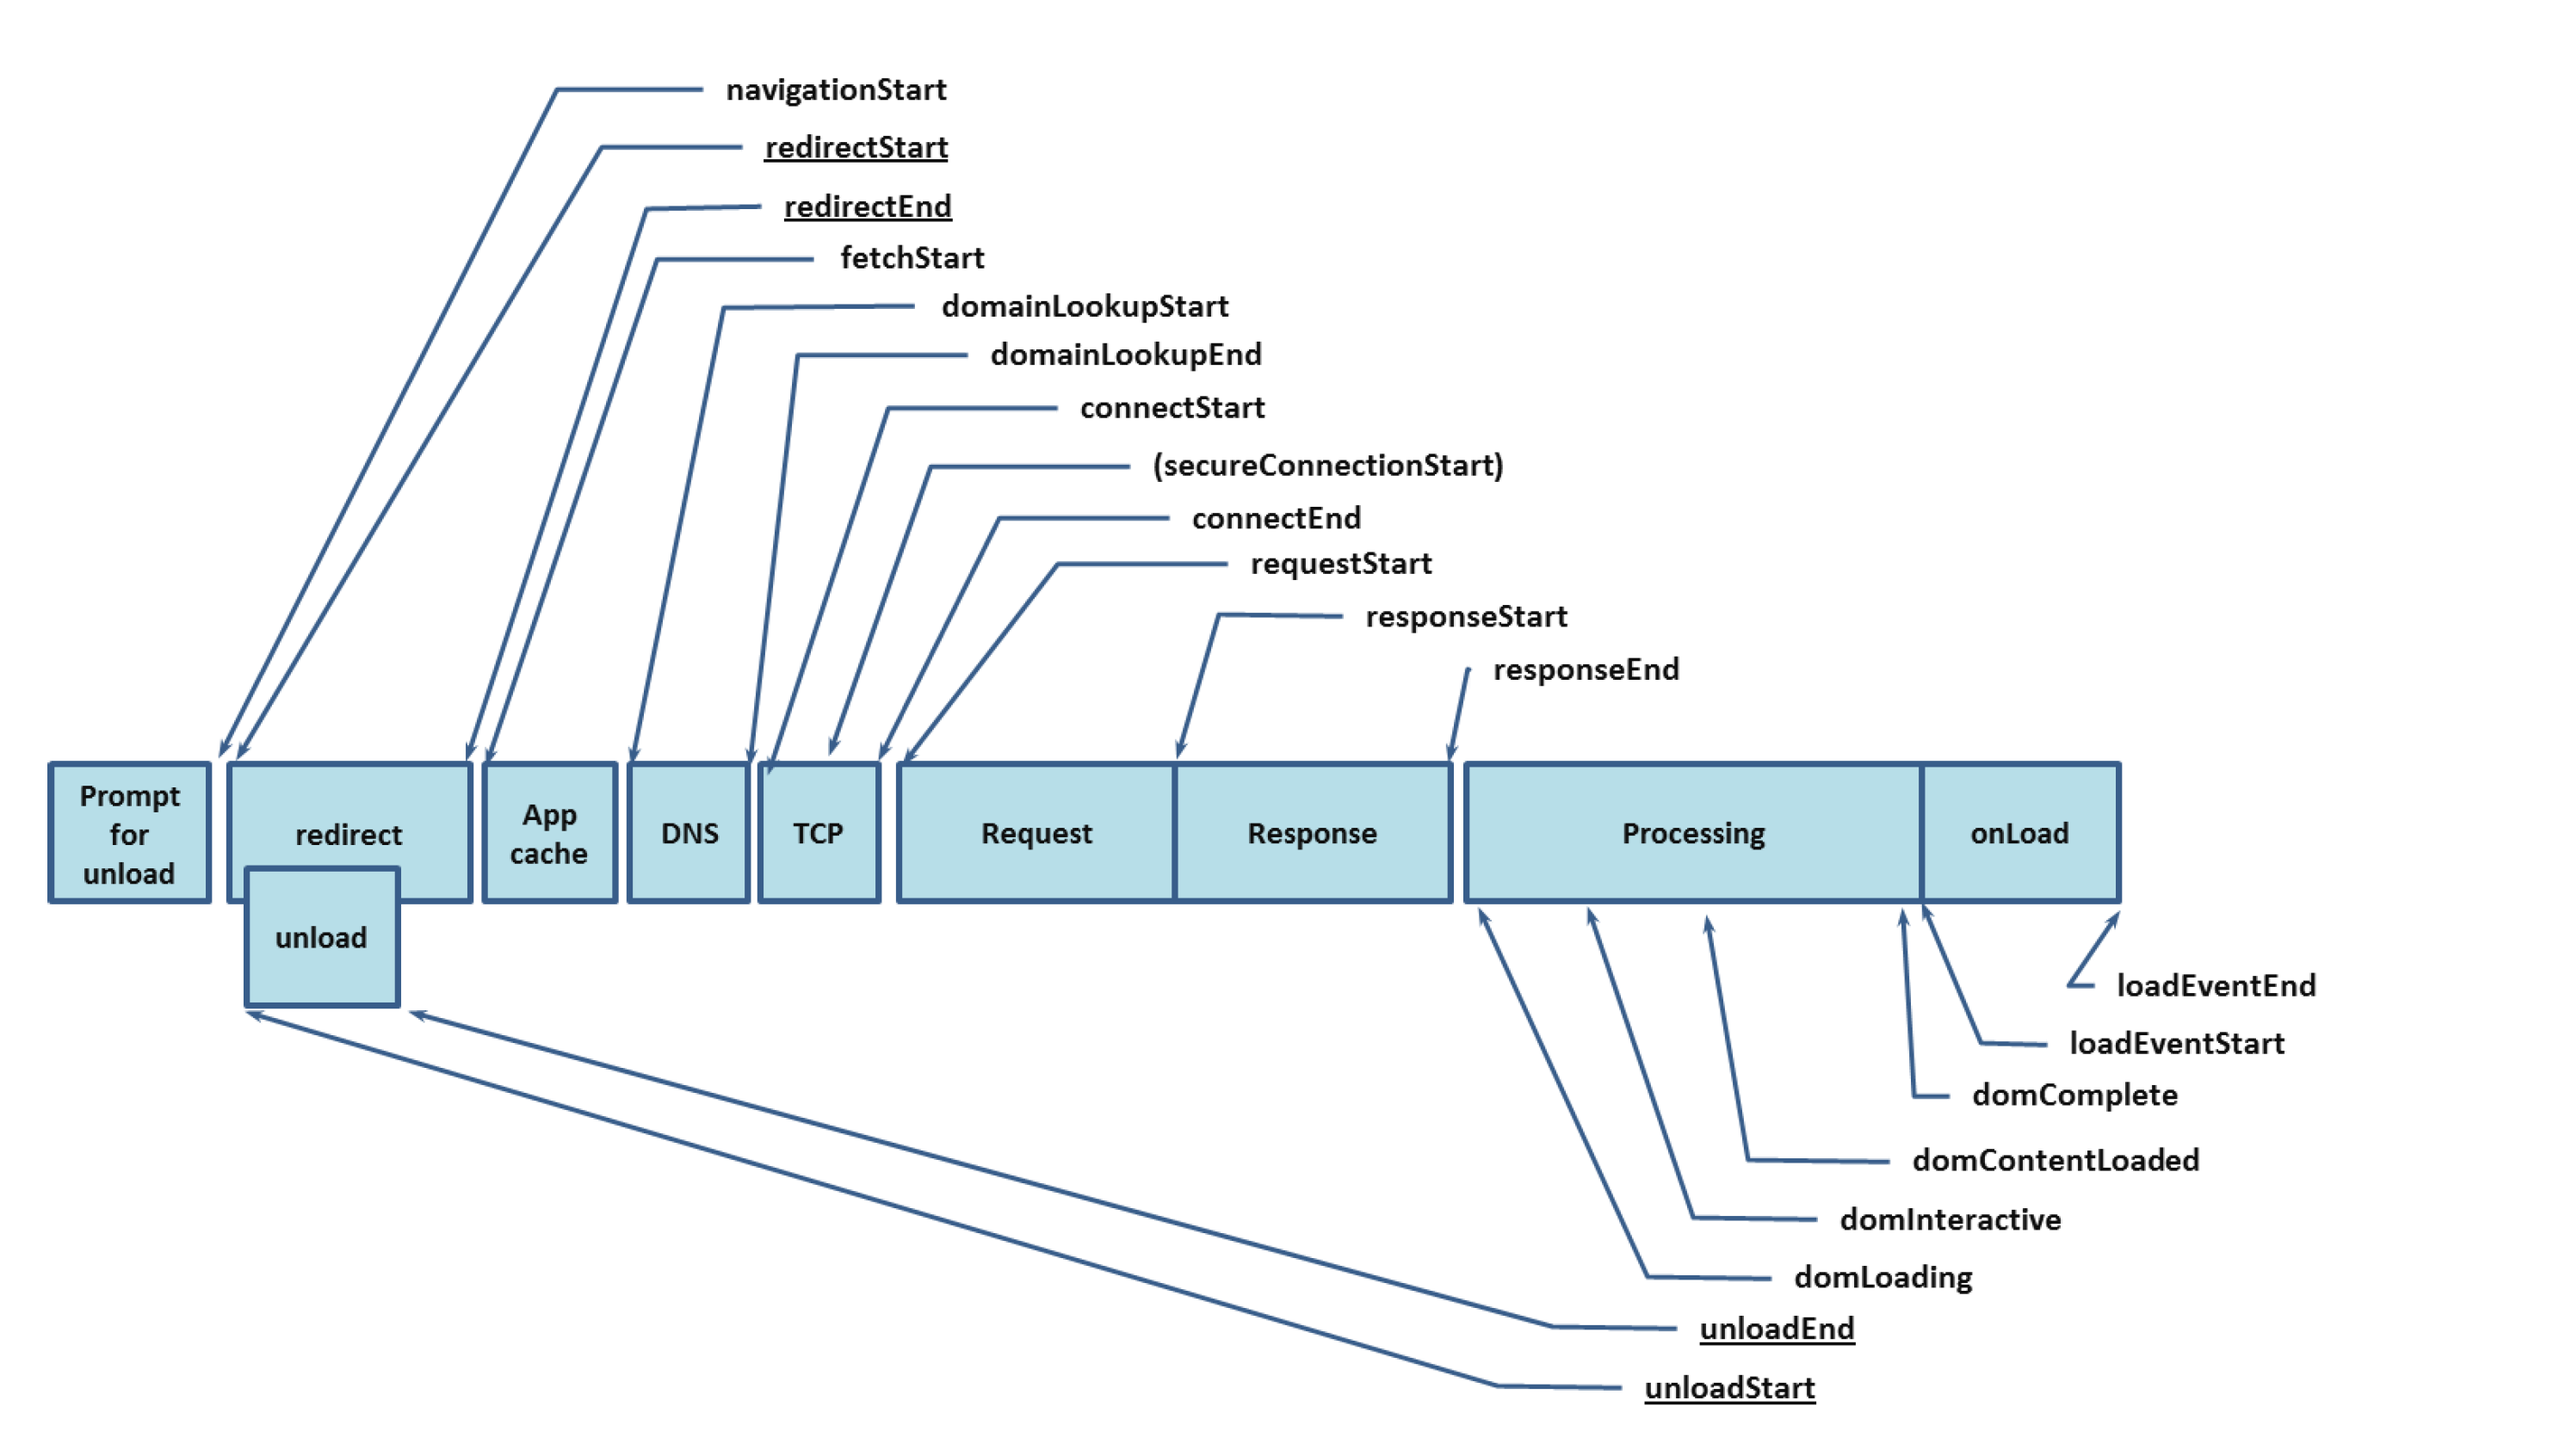 navigationStart
redirectStart
redirectEnd
fetchStart
domainLookupStart
domainLookupEnd
connectStart
(secureConnectionStart)
connectEnd
requestStart
responseStart
responseEnd
Prompt
for
unload
redirect
unload
App
cache
DNS
TCP
Request
Response
Processing
onLoad
loadEventEnd
loadEventStart
domComplete
domContentLoaded
domInteractive
domLoading
unloadEnd
unloadStart